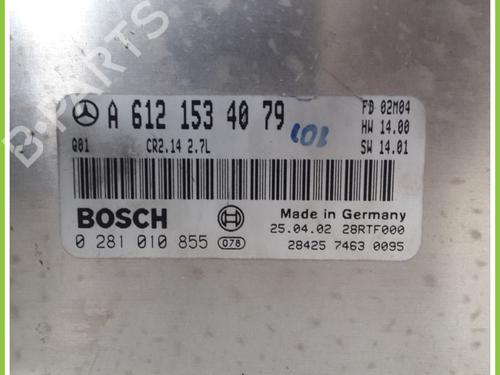 B-PARTS
A 612 153 40 79
FD 02M04
HW 14.00
Q01 CR2.14 2.7L
SW 14.01
101
BOSCH
Made in Germany
25.04.02 28RTF000
0 281 010 855 078
28425 7463 0095